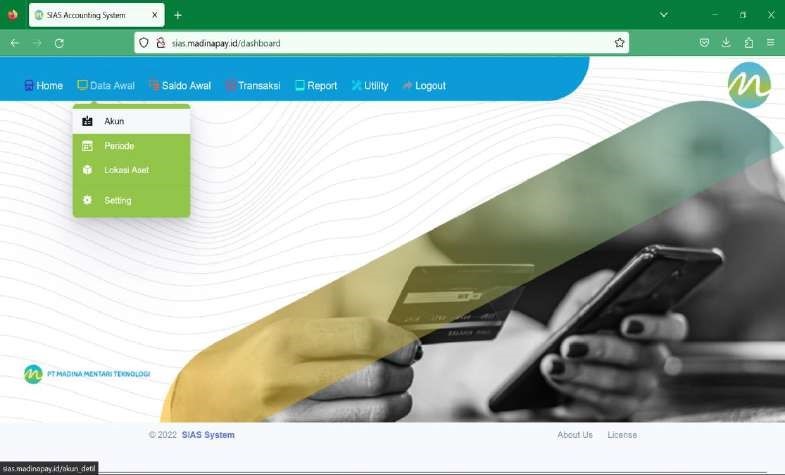 SIAS Accounting System
sias.madinapay.id/dashboard
Home Data Awal Saldo Awal Transaksi Report Utility Logout
Akun
Periode
Lokasi Aset
Setting
PT MADINA MENTARI TEKNOLOGI
© 2022 SIAS System About Us License
sias.madinapay.id/akun_detil